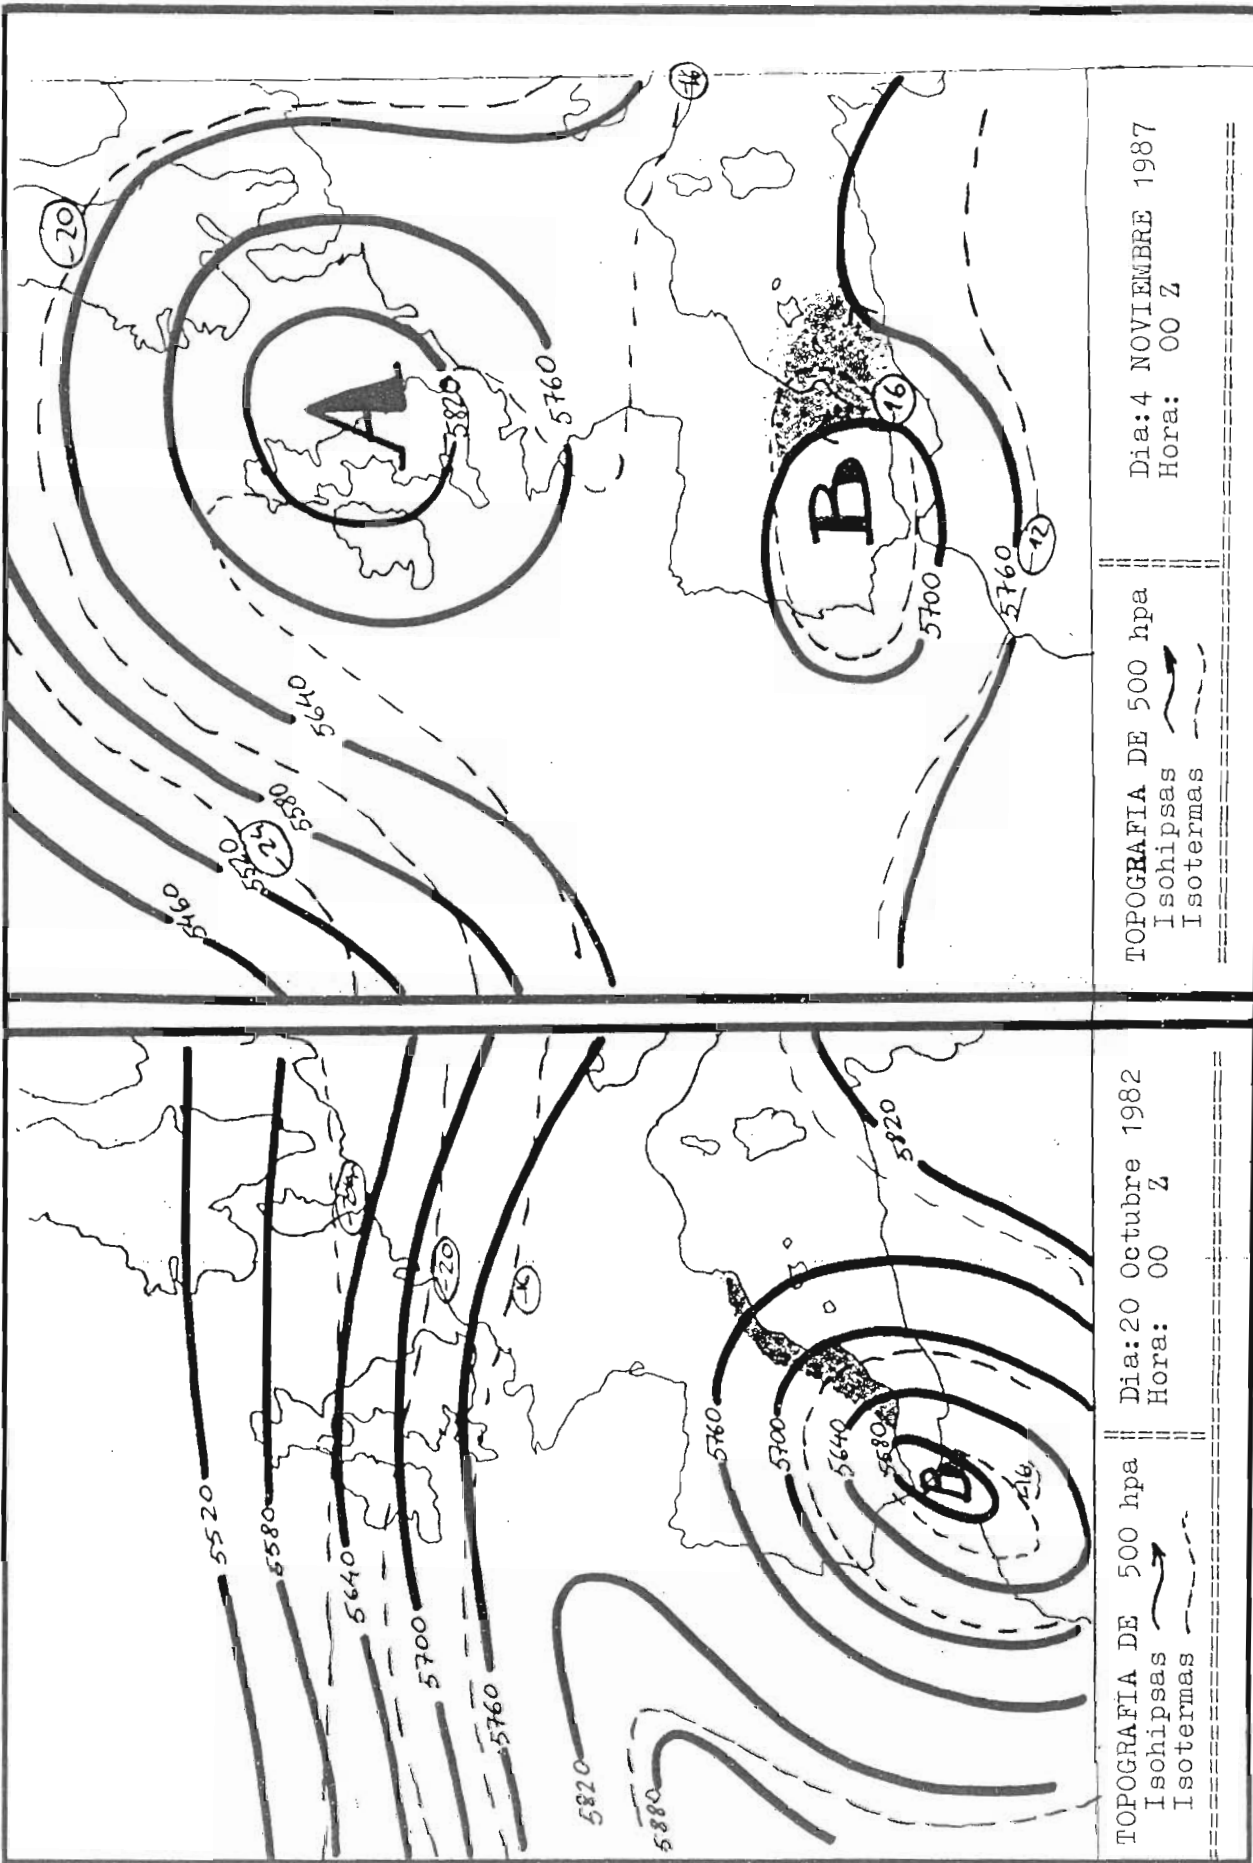 5460
5520
-24
5580
5640
-20
A
5820
5760
-16
B
-16
5700
5760
-12
TOPOGRAFIA DE 500 hpa
Isohipsas
Isotermas
Dia:4 NOVIEMBRE 1987
Hora: 00 Z
5520
5580
5640
5700
5760
-24
-20
-16
5820
5880
5760
5700
5640
5580
B
-16
5820
TOPOGRAFIA DE 500 hpa
Isohipsas
Isotermas
Dia:20 octubre 1982
Hora: 00 Z